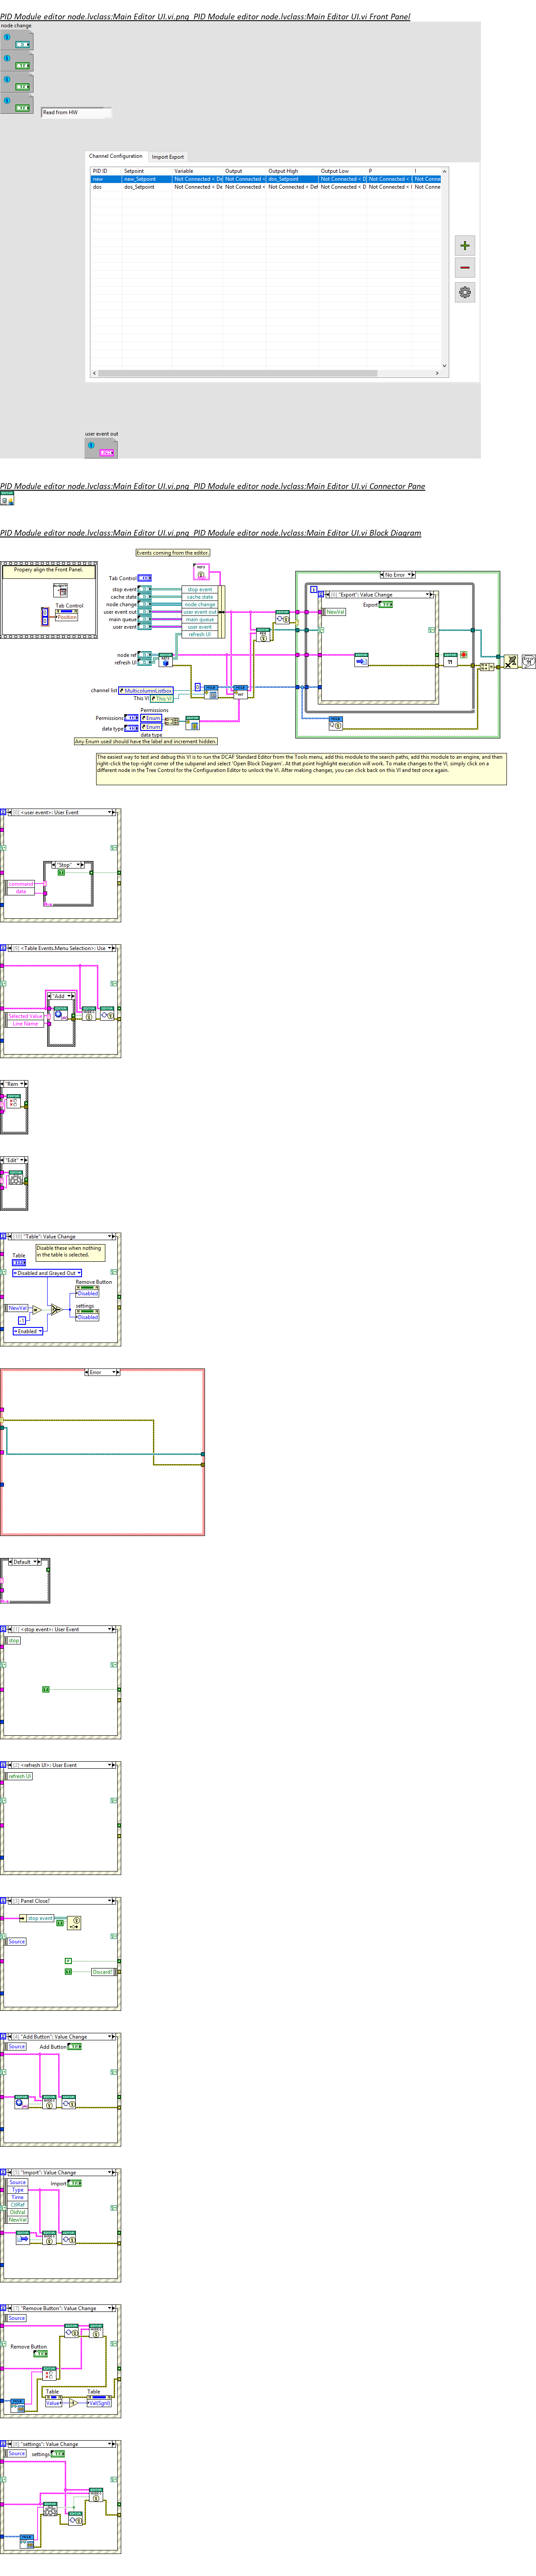 PID Module editor node.lvclass:Main Editor UI.vi.png  PID Module editor node.lvclass:Main Editor UI.vi Front Panel
node change
Read from HW
Channel Configuration
Import Export
PID ID Setpoint Variable Output Output High Output Low P I
new new_Setpoint Not Connected < De Not Connected < dos_Setpoint Not Connected < D Not Connected < Not Conne
dos dos_Setpoint Not Connected < De Not Connected < Not Connected < Def Not Connected < D Not Connected < Not Conne
user event out
PID Module editor node.lvclass:Main Editor UI.vi.png  PID Module editor node.lvclass:Main Editor UI.vi Connector Pane
PID Module editor node.lvclass:Main Editor UI.vi.png  PID Module editor node.lvclass:Main Editor UI.vi Block Diagram
Events coming from the editor.
Propery align the Front Panel.
Tab Control
Position
Tab Control
stop event
cache state
node change
user event out
main queue
user event
stop event
cache state
node change
user event out
main queue
user event
refresh UI
node ref
refresh UI
channel list
MulticolumnListbox
This VI
This VI
Permissions
Permissions
Enum
data type
Enum
data type
Any Enum used should have the label and increment hidden.
No Error
[6] "Export": Value Change
NewVal
Export
The easiest way to test and debug this VI is to run the DCAF Standard Editor from the Tools menu, add this module to the search paths, add this module to an engine, and then
right-click the top-right corner of the subpanel and select 'Open Block Diagram'. At that point highlight execution will work. To make changes to the VI, simply click on a
different node in the Tree Control for the Configuration Editor to unlock the VI. After making changes, you can click back on this VI and test once again.
[0] <user event>: User Event
"Stop"
command
data
[9] <Table Events.Menu Selection>: Use
"Add
Selected Value
Line Name
"Rem
"Edit"
[10] "Table": Value Change
Table
Disable these when nothing
in the table is selected.
Disabled and Grayed Out
Remove Button
Disabled
NewVal
settings
Disabled
-1
Enabled
Error
Default
[1] <stop event>: User Event
stop
[2] <refresh UI>: User Event
refresh UI
[3] Panel Close?
stop event
Source
F
Discard?
[4] "Add Button": Value Change
Source
Add Button
[5] "Import": Value Change
Source
Type
Time
CtlRef
OldVal
NewVal
Import
[7] "Remove Button": Value Change
Source
Remove Button
Table
Value
Table
Val(Sgnl)
[8] "settings": Value Change
Source
settings